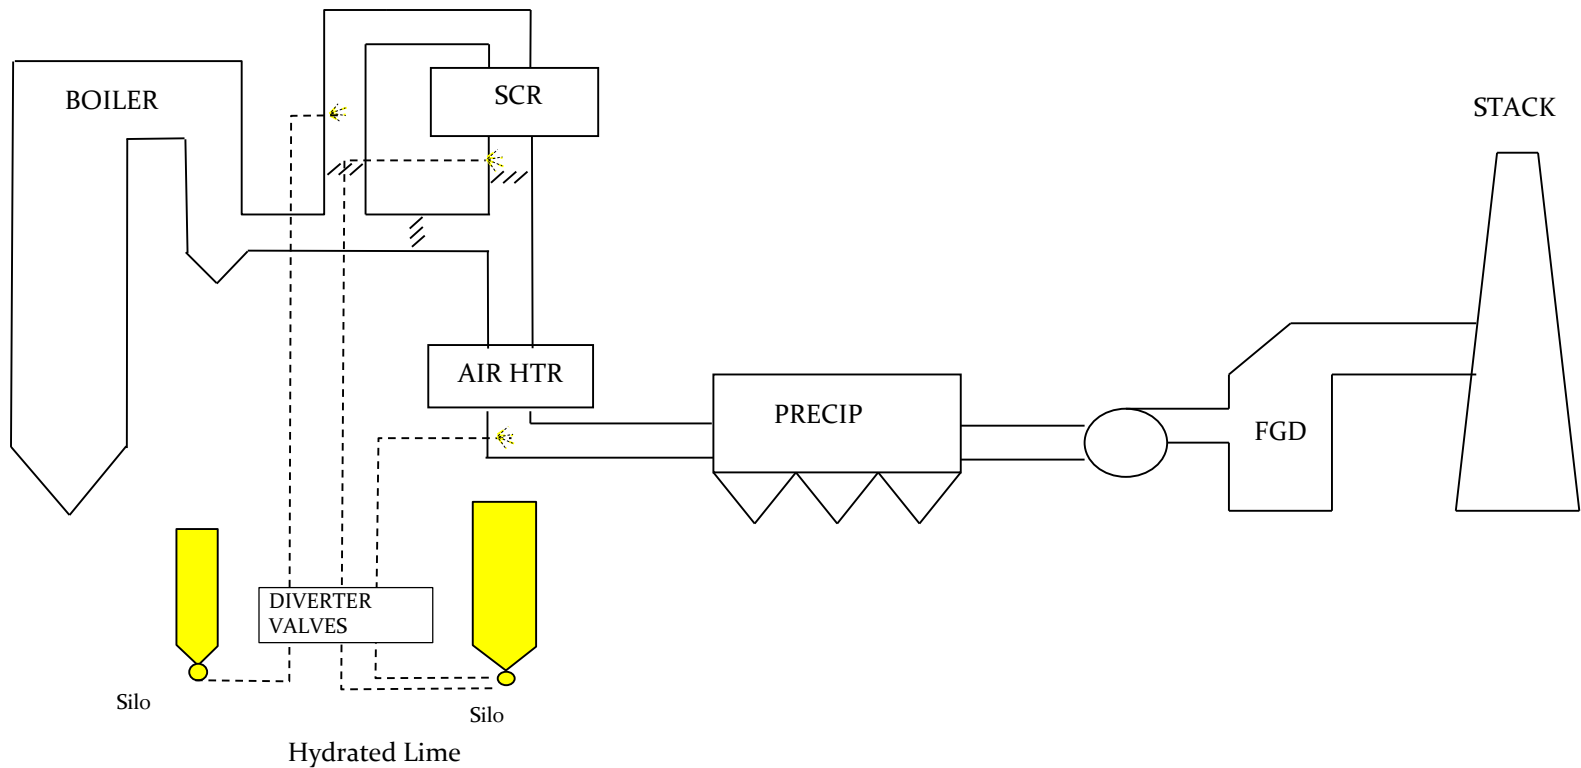 BOILER
SCR
STACK
AIR HTR
PRECIP
FGD
DIVERTER
VALVES
Silo
Silo
Hydrated Lime